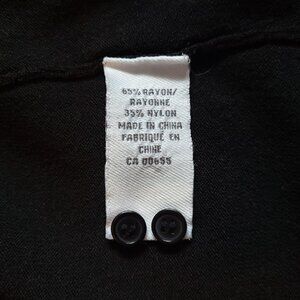 65% RAYON/
RAYONNE
35% NYLON
MADE IN CHINA
FABRIQUÉ EN
CHINE
CA 00655